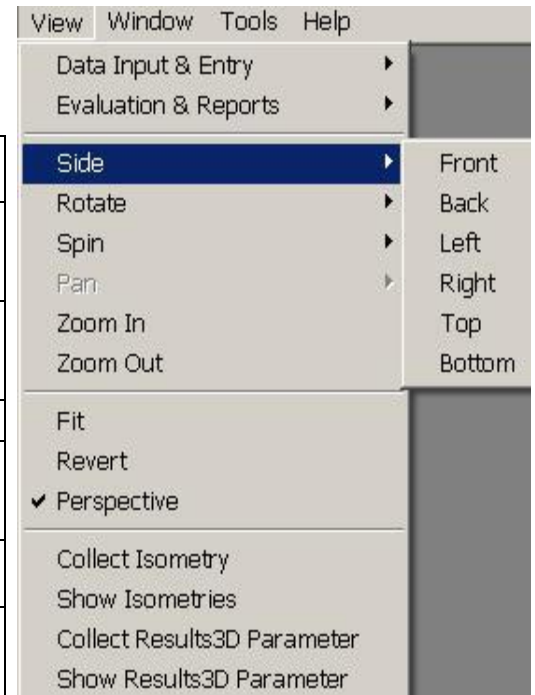 View Window Tools Help
Data Input & Entry
Evaluation & Reports
Side
Rotate
Spin
Pan
Zoom In
Zoom Out
Fit
Revert
Perspective
Collect Isometry
Show Isometries
Collect Results3D Parameter
Show Results3D Parameter
Front
Back
Left
Right
Top
Bottom